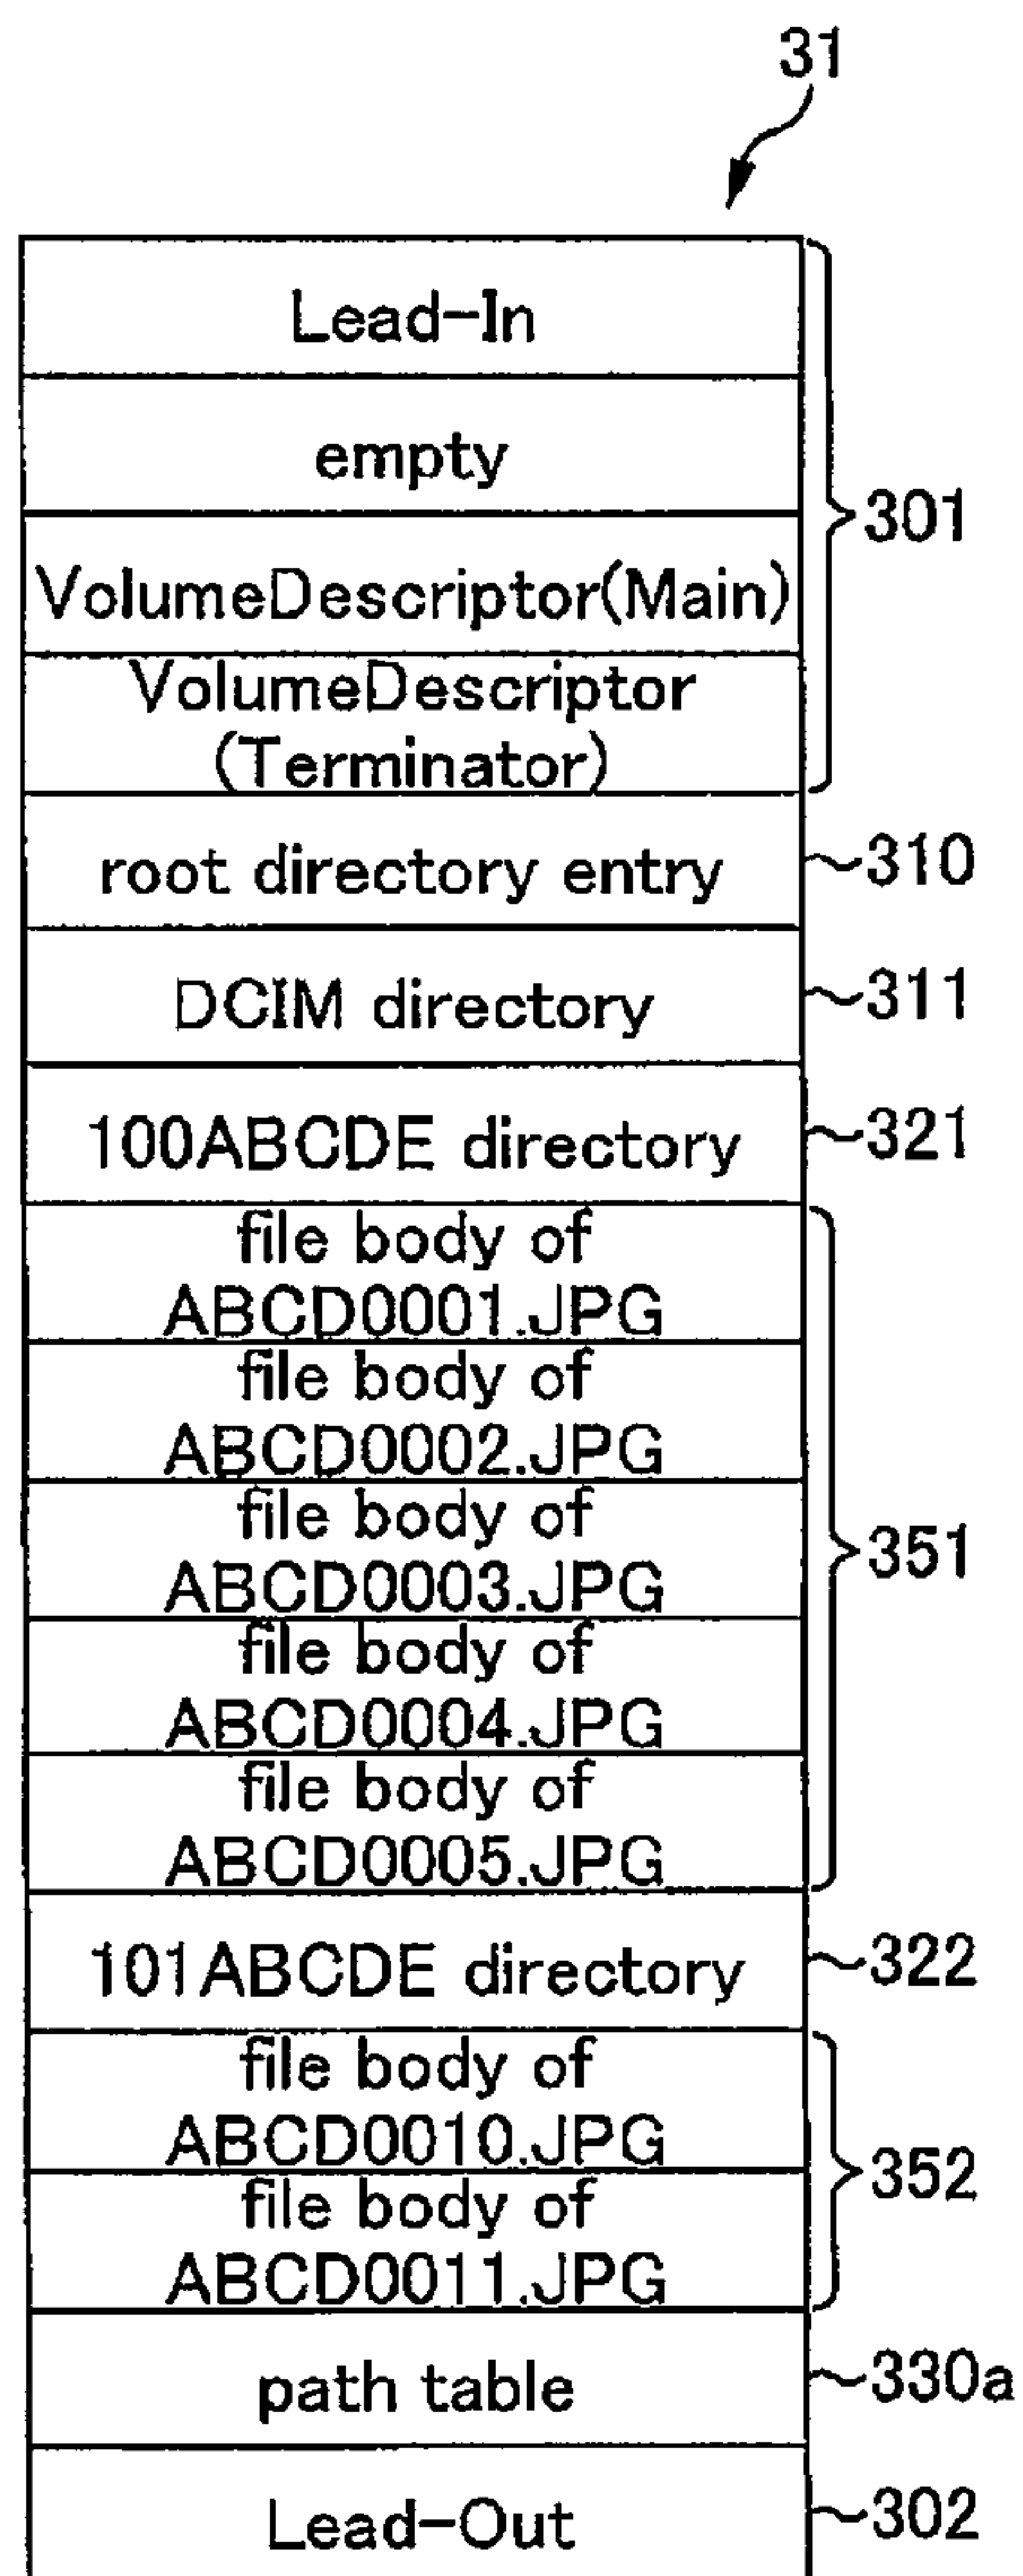 31
Lead-In
empty
301
VolumeDescriptor(Main)
VolumeDescriptor
(Terminator)
root directory entry
310
DCIM directory
311
100ABCDE directory
321
file body of
ABCD0001.JPG
file body of
ABCD0002.JPG
file body of
ABCD0003.JPG
351
file body of
ABCD0004.JPG
file body of
ABCD0005.JPG
101ABCDE directory
322
file body of
ABCD0010.JPG
352
file body of
ABCD0011.JPG
path table
330a
Lead-Out
302